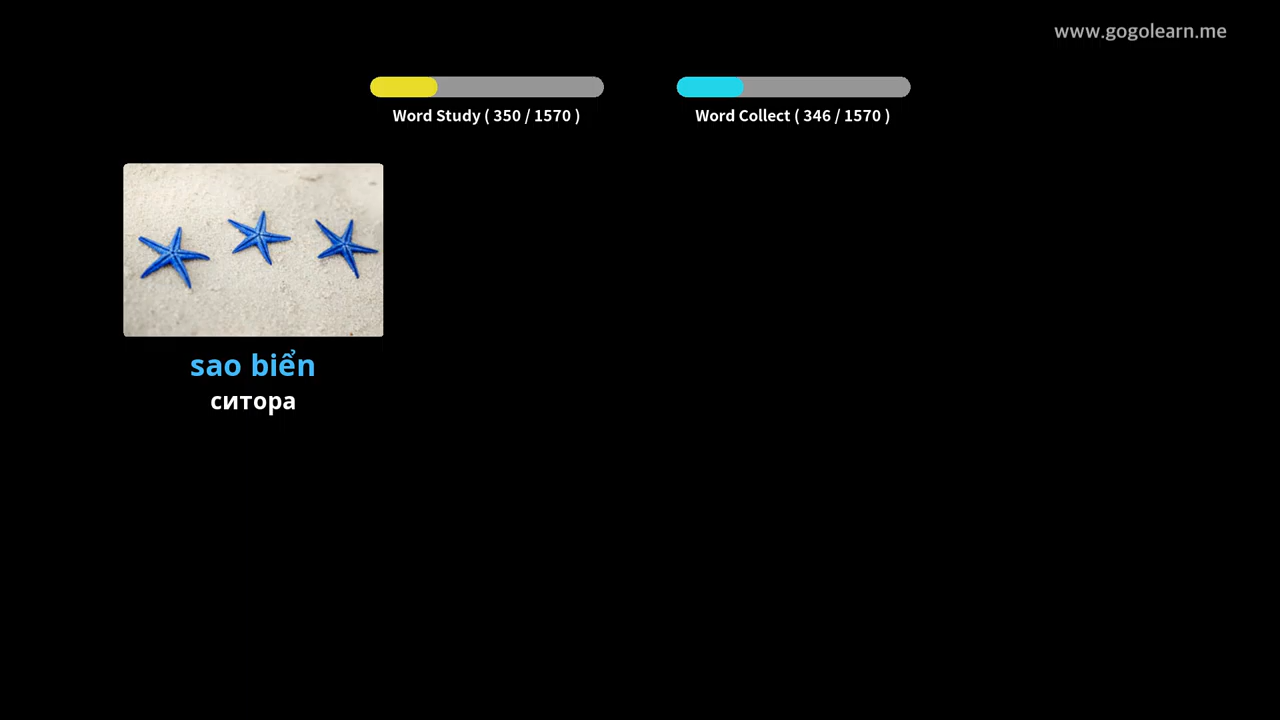 www.gogolearn.me
Word Study ( 350 / 1570 )
Word Collect ( 346 / 1570 )
sao biển
ситора